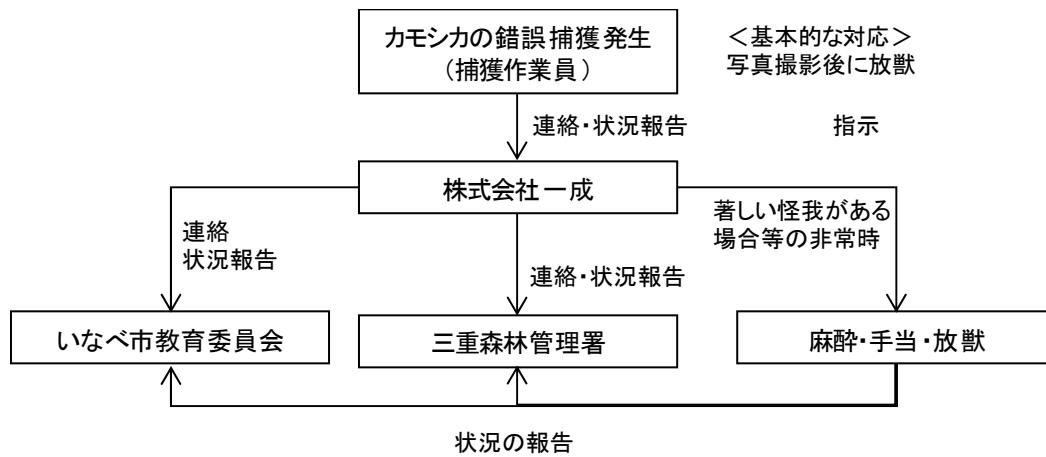 カモシカの錯誤捕獲発生
（捕獲作業員）
＜基本的な対応＞
写真撮影後に放獣
連絡・状況報告
指示
株式会社一成
連絡
状況報告
連絡・状況報告
著しい怪我がある
場合等の非常時
いなべ市教育委員会
三重森林管理署
麻酔・手当・放獣
状況の報告